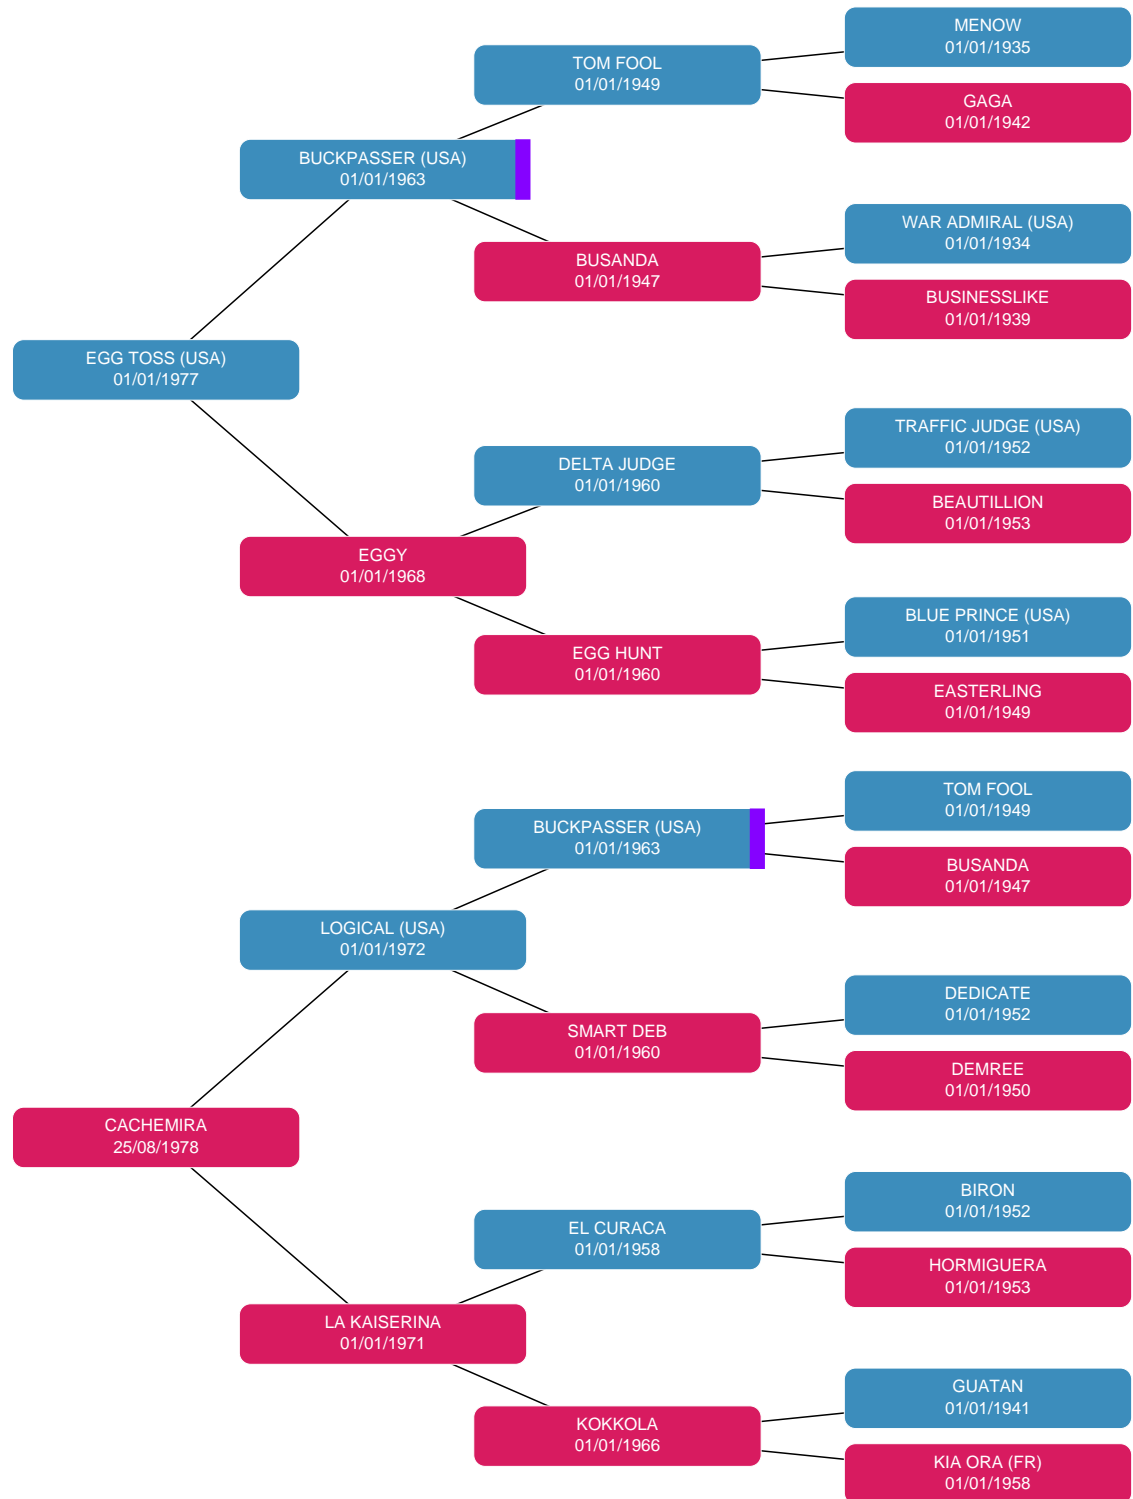 MENOW
01/01/1935
TOM FOOL
01/01/1949
GAGA
01/01/1942
BUCKPASSER (USA)
01/01/1963
WAR ADMIRAL (USA)
01/01/1934
BUSANDA
01/01/1947
BUSINESSLIKE
01/01/1939
EGG TOSS (USA)
01/01/1977
TRAFFIC JUDGE (USA)
01/01/1952
DELTA JUDGE
01/01/1960
BEAUTILLION
01/01/1953
EGGY
01/01/1968
BLUE PRINCE (USA)
01/01/1951
EGG HUNT
01/01/1960
EASTERLING
01/01/1949
TOM FOOL
01/01/1949
BUCKPASSER (USA)
01/01/1963
BUSANDA
01/01/1947
LOGICAL (USA)
01/01/1972
DEDICATE
01/01/1952
SMART DEB
01/01/1960
DEMREE
01/01/1950
CACHEMIRA
25/08/1978
BIRON
01/01/1952
EL CURACA
01/01/1958
HORMIGUERA
01/01/1953
LA KAISERINA
01/01/1971
GUATAN
01/01/1941
KOKKOLA
01/01/1966
KIA ORA (FR)
01/01/1958